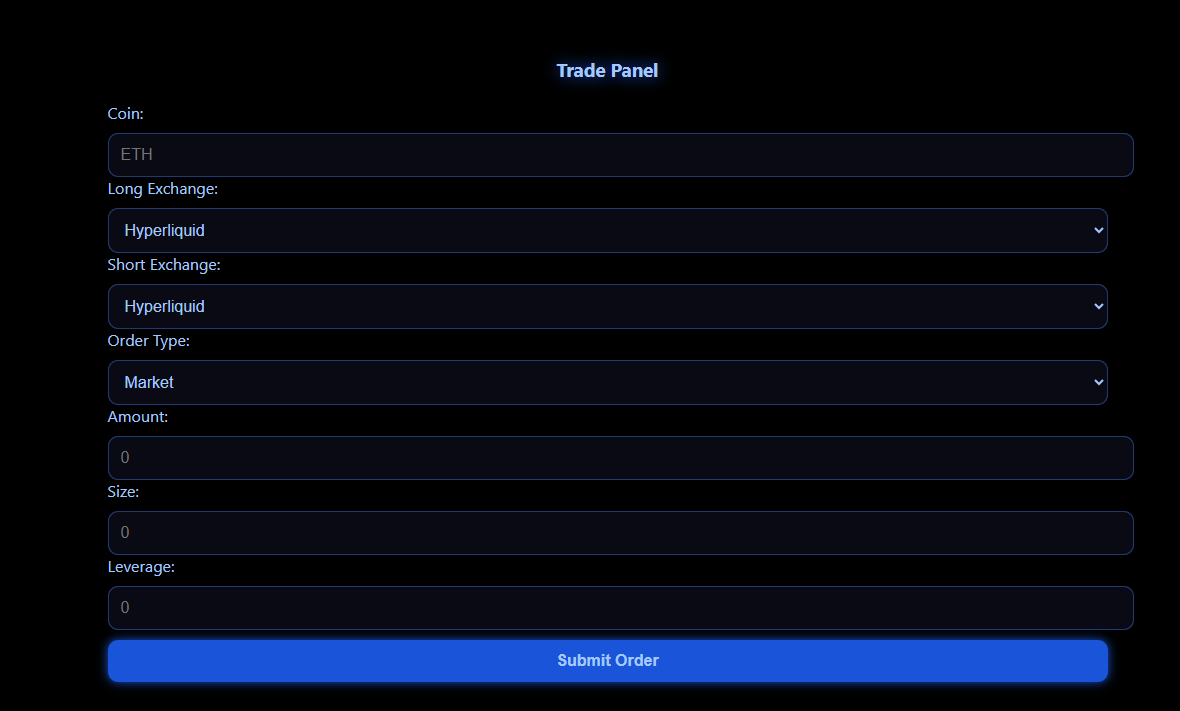 Trade Panel
Coin:
ETH
Long Exchange:
Hyperliquid
Short Exchange:
Hyperliquid
Order Type:
Market
Amount:
0
Size:
0
Leverage:
0
Submit Order